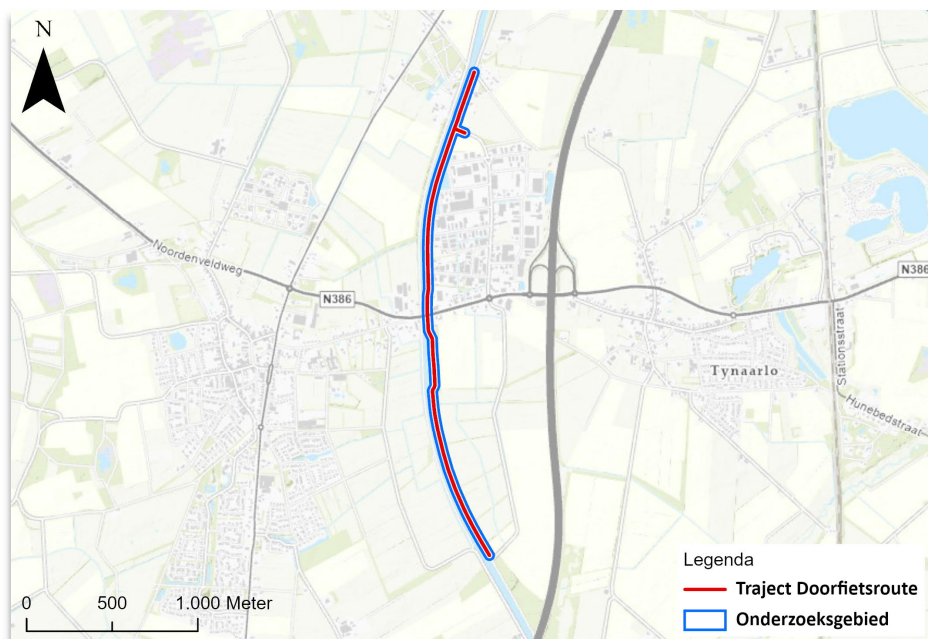 N
Noordenveldweg
N386
N386
Tynaarlo
Stationsstraat
Hunebedstraat
Legenda
Traject Doorfietsroute
Onderzoeksgebied
0 500 1.000 Meter